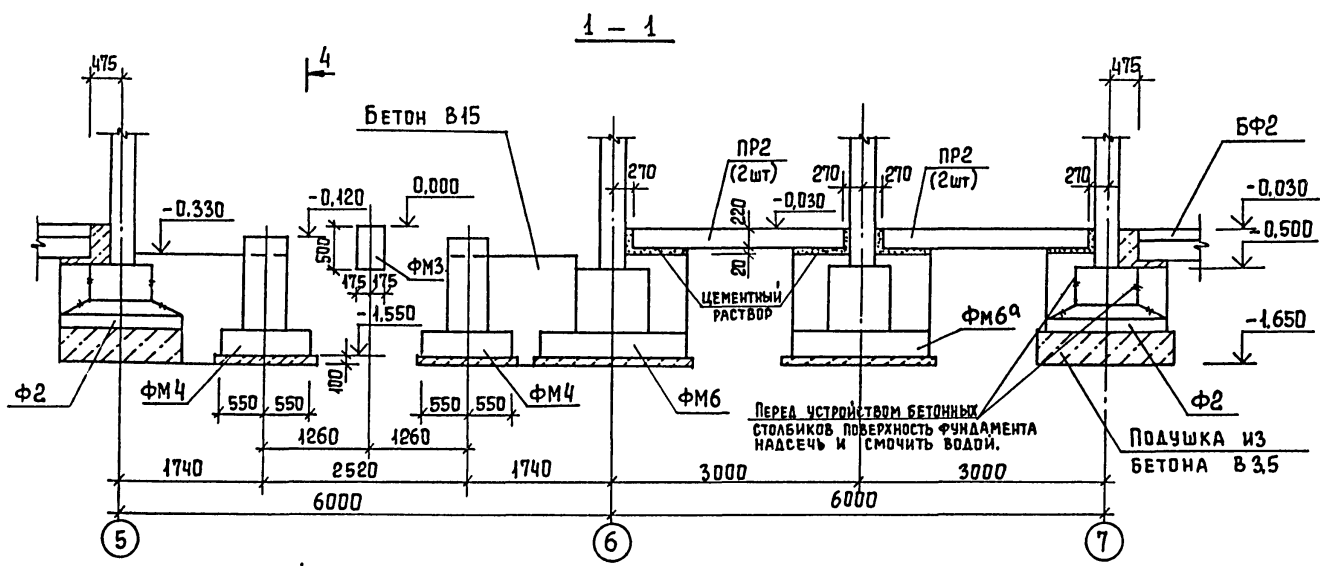 1 – 1
475
4
475
БЕТОН В15
БФ2
ПР2
(2шт)
ПР2
(2шт)
270
270
270
270
-0,330
-0,120
0,000
-0,030
-0,030
-0,500
500
220
20
ФМ3
175
175
-1,550
ЦЕМЕНТНЫЙ
РАСТВОР
ФМ6а
-1,650
100
Ф2
ФМ4
ФМ4
ФМ6
Ф2
550
550
550
550
ПЕРЕД УСТРОЙСТВОМ БЕТОННЫХ
СТОЛБИКОВ ПОВЕРХНОСТЬ ФУНДАМЕНТА
НАДСЕЧЬ И СМОЧИТЬ ВОДОЙ.
ПОДУШКА ИЗ
БЕТОНА В 3,5
1260
1260
1740
2520
1740
3000
3000
6000
6000
5
6
7